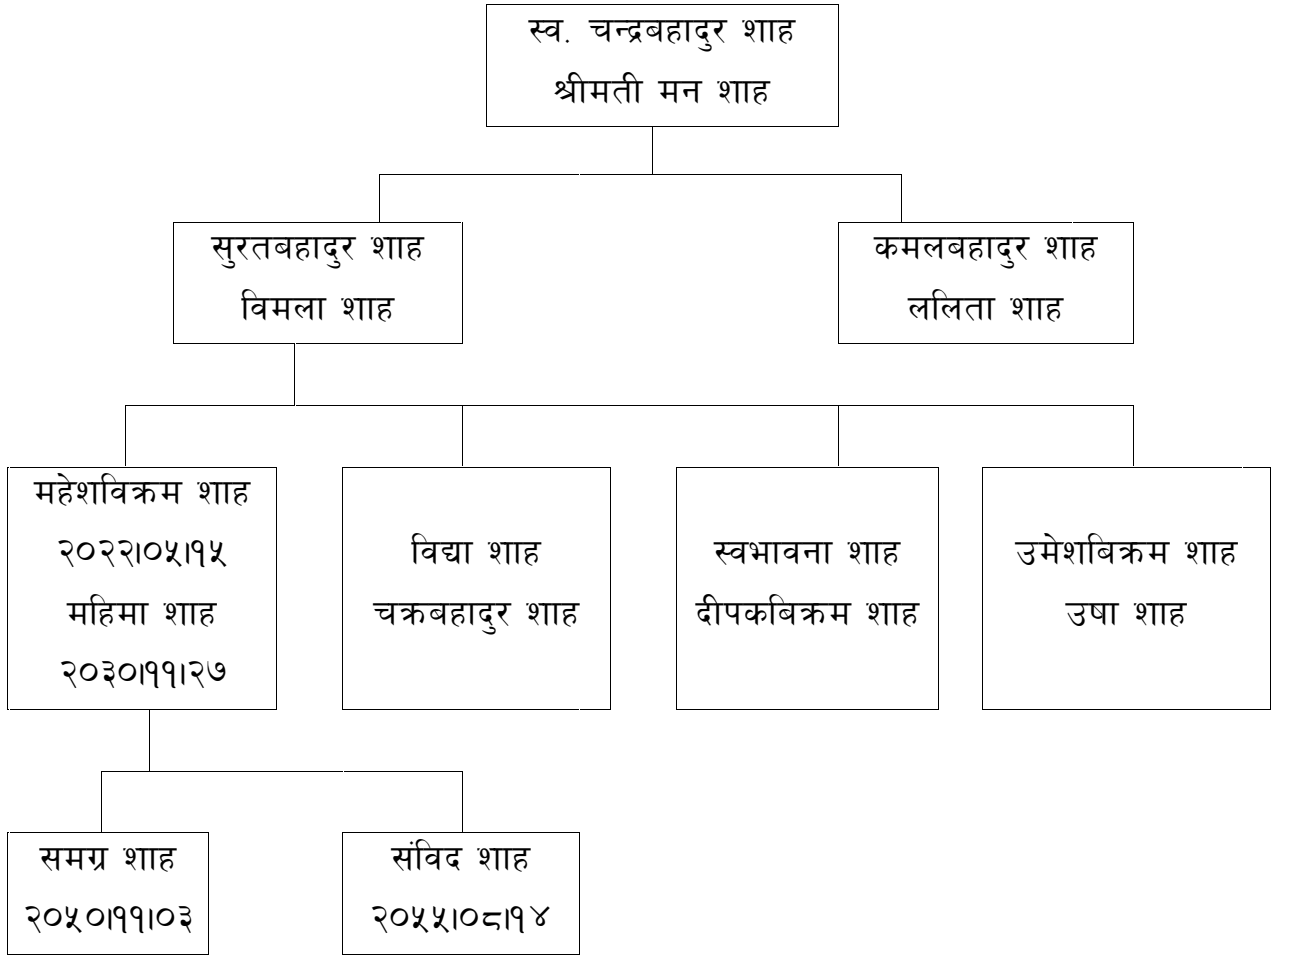 स्व. चन्द्रबहादुर शाह
श्रीमती मन शाह
सुरतबहादुर शाह
विमला शाह
कमलबहादुर शाह
ललिता शाह
महेशविक्रम शाह
२०२२।०५।१५
महिमा शाह
२०३०।११।२७
विद्या शाह
चक्रबहादुर शाह
स्वभावना शाह
दीपकबिक्रम शाह
उमेशबिक्रम शाह
उषा शाह
समग्र शाह
२०५०।११।०३
संविद शाह
२०५५।०८।१४